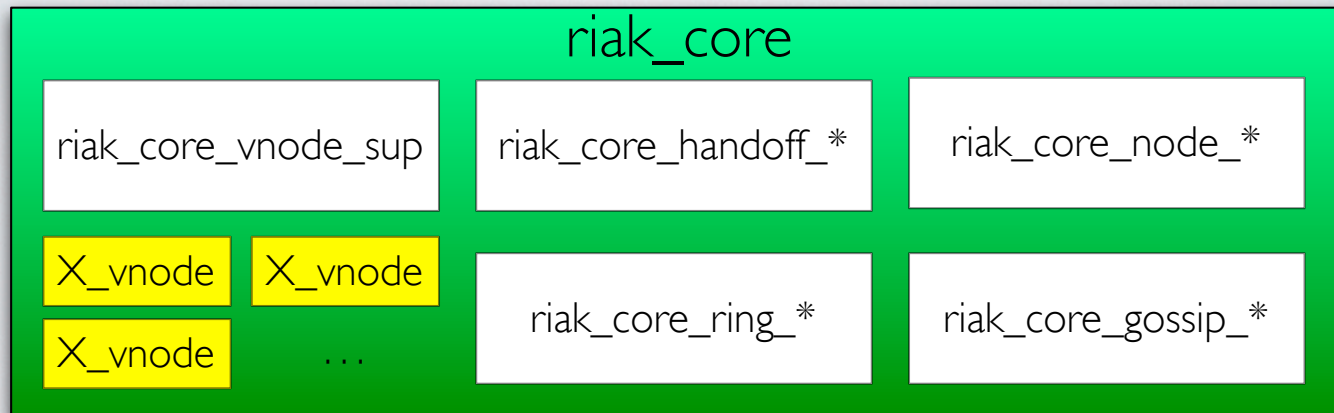 riak_core
riak_core_vnode_sup
riak_core_handoff_*
riak_core_node_*
X_vnode
X_vnode
X_vnode
...
riak_core_ring_*
riak_core_gossip_*